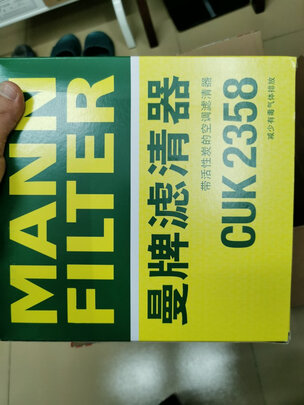 MANN
FILTER
曼牌滤清器
带活性炭的空调滤清器
CUK 2358
减少有毒气体排放